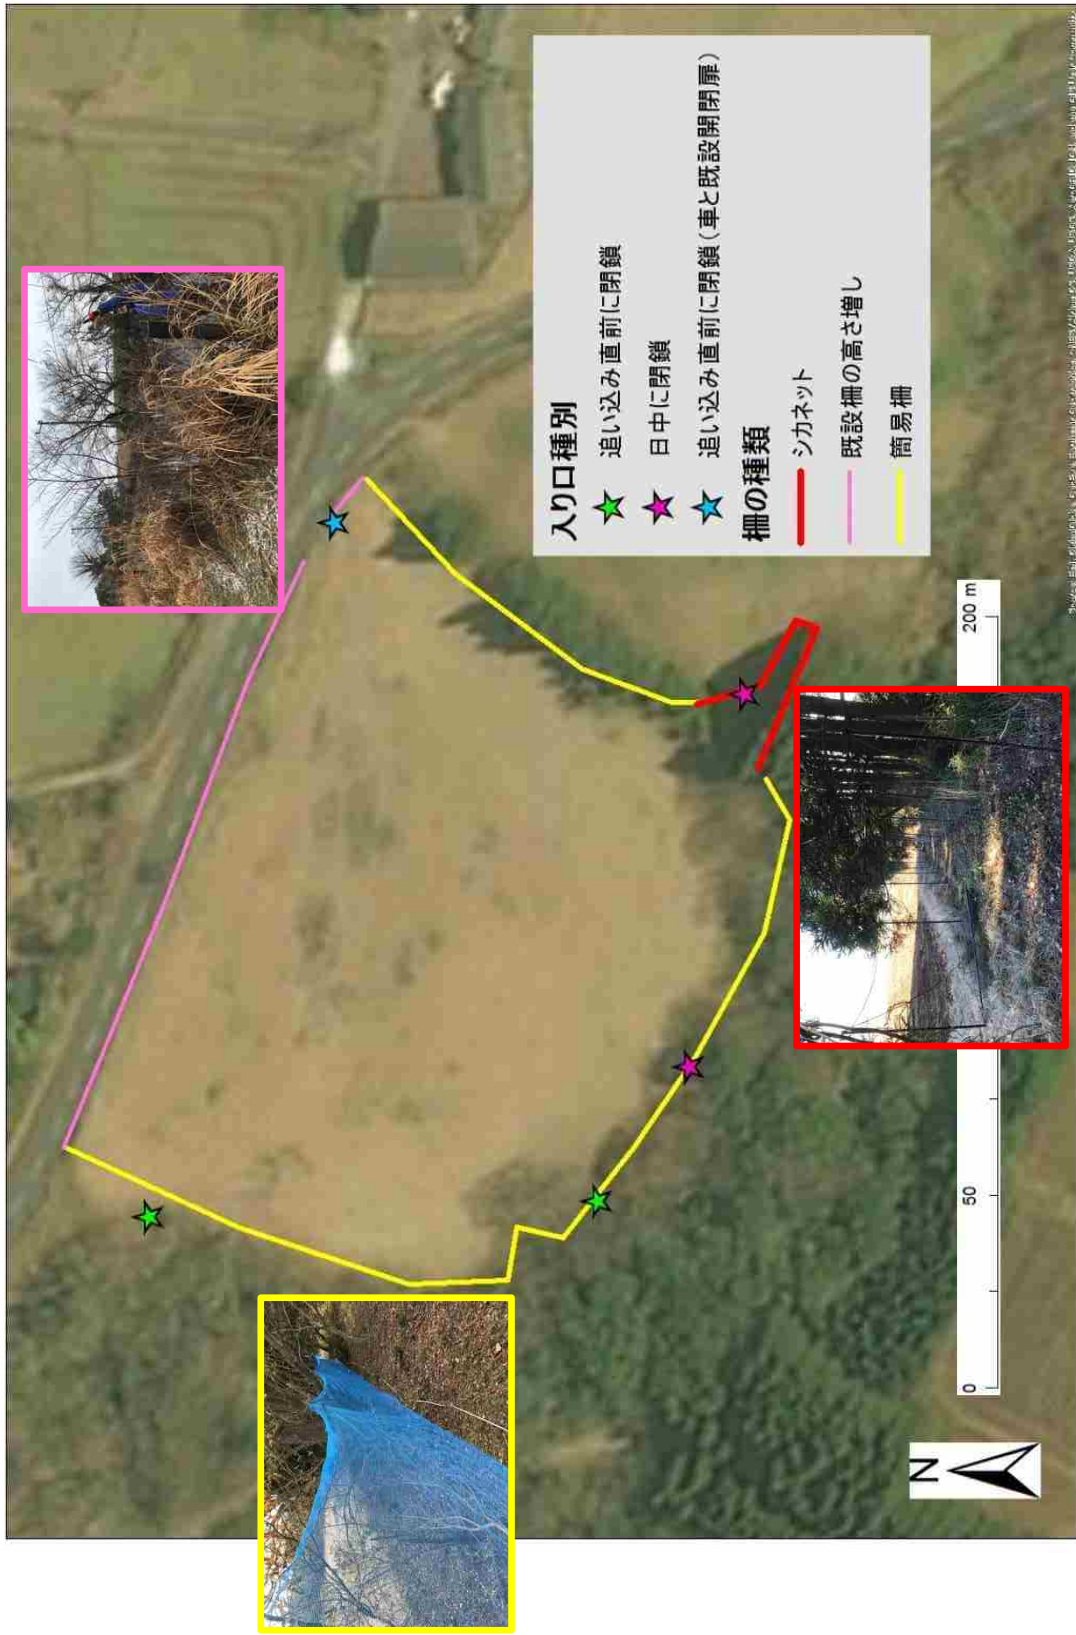 入り口種別
追い込み直前に閉鎖
日中に閉鎖
追い込み直前に閉鎖(車と既設開閉扉)
柵の種類
シカネット
既設柵の高さ増し
簡易柵
N
0
50
200 m